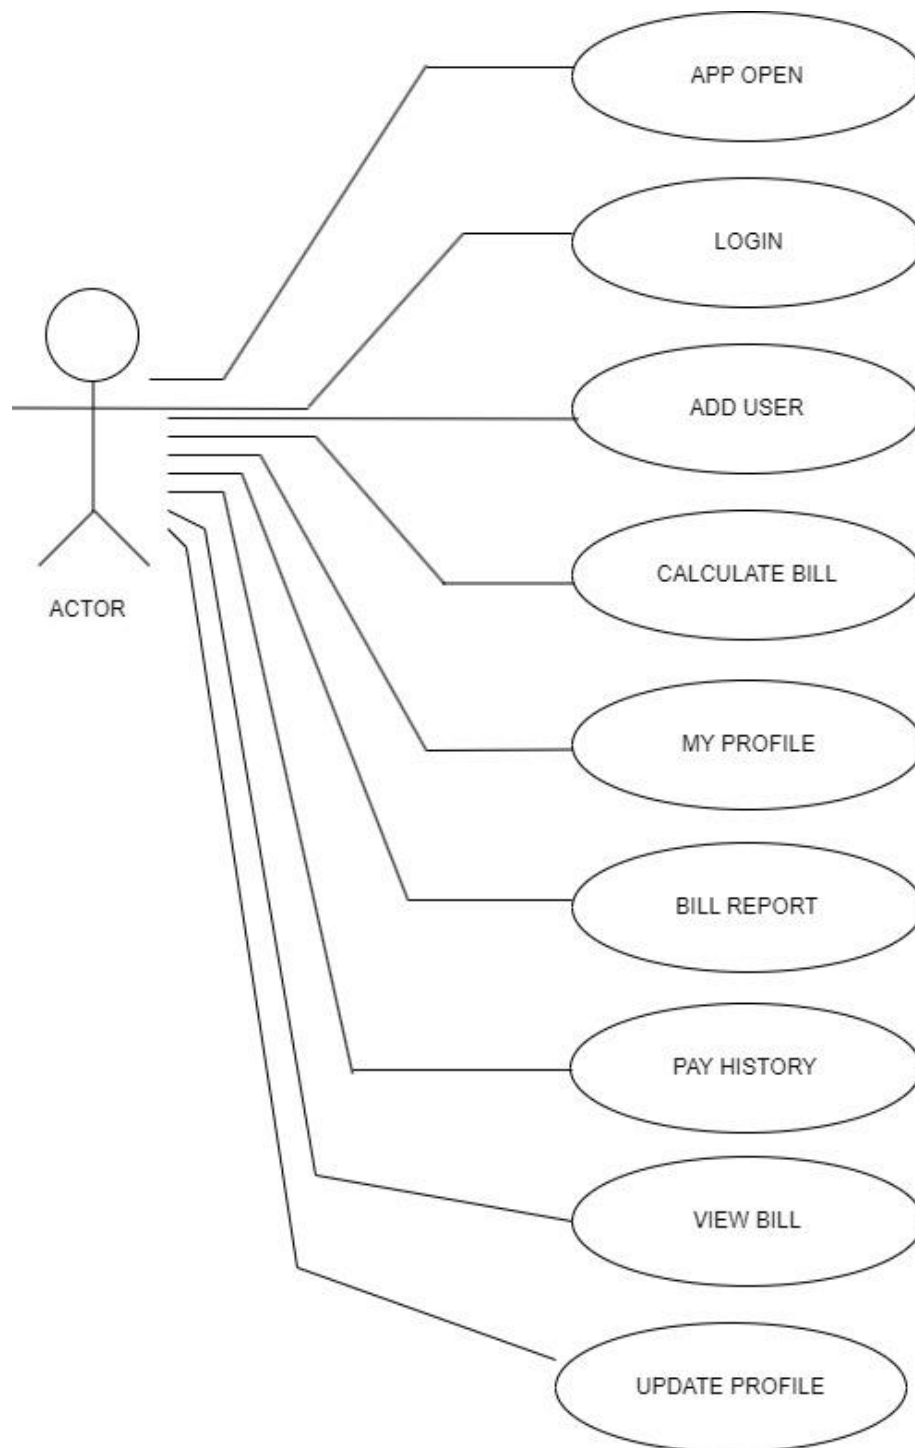 APP OPEN
LOGIN
ADD USER
CALCULATE BILL
ACTOR
MY PROFILE
BILL REPORT
PAY HISTORY
VIEW BILL
UPDATE PROFILE